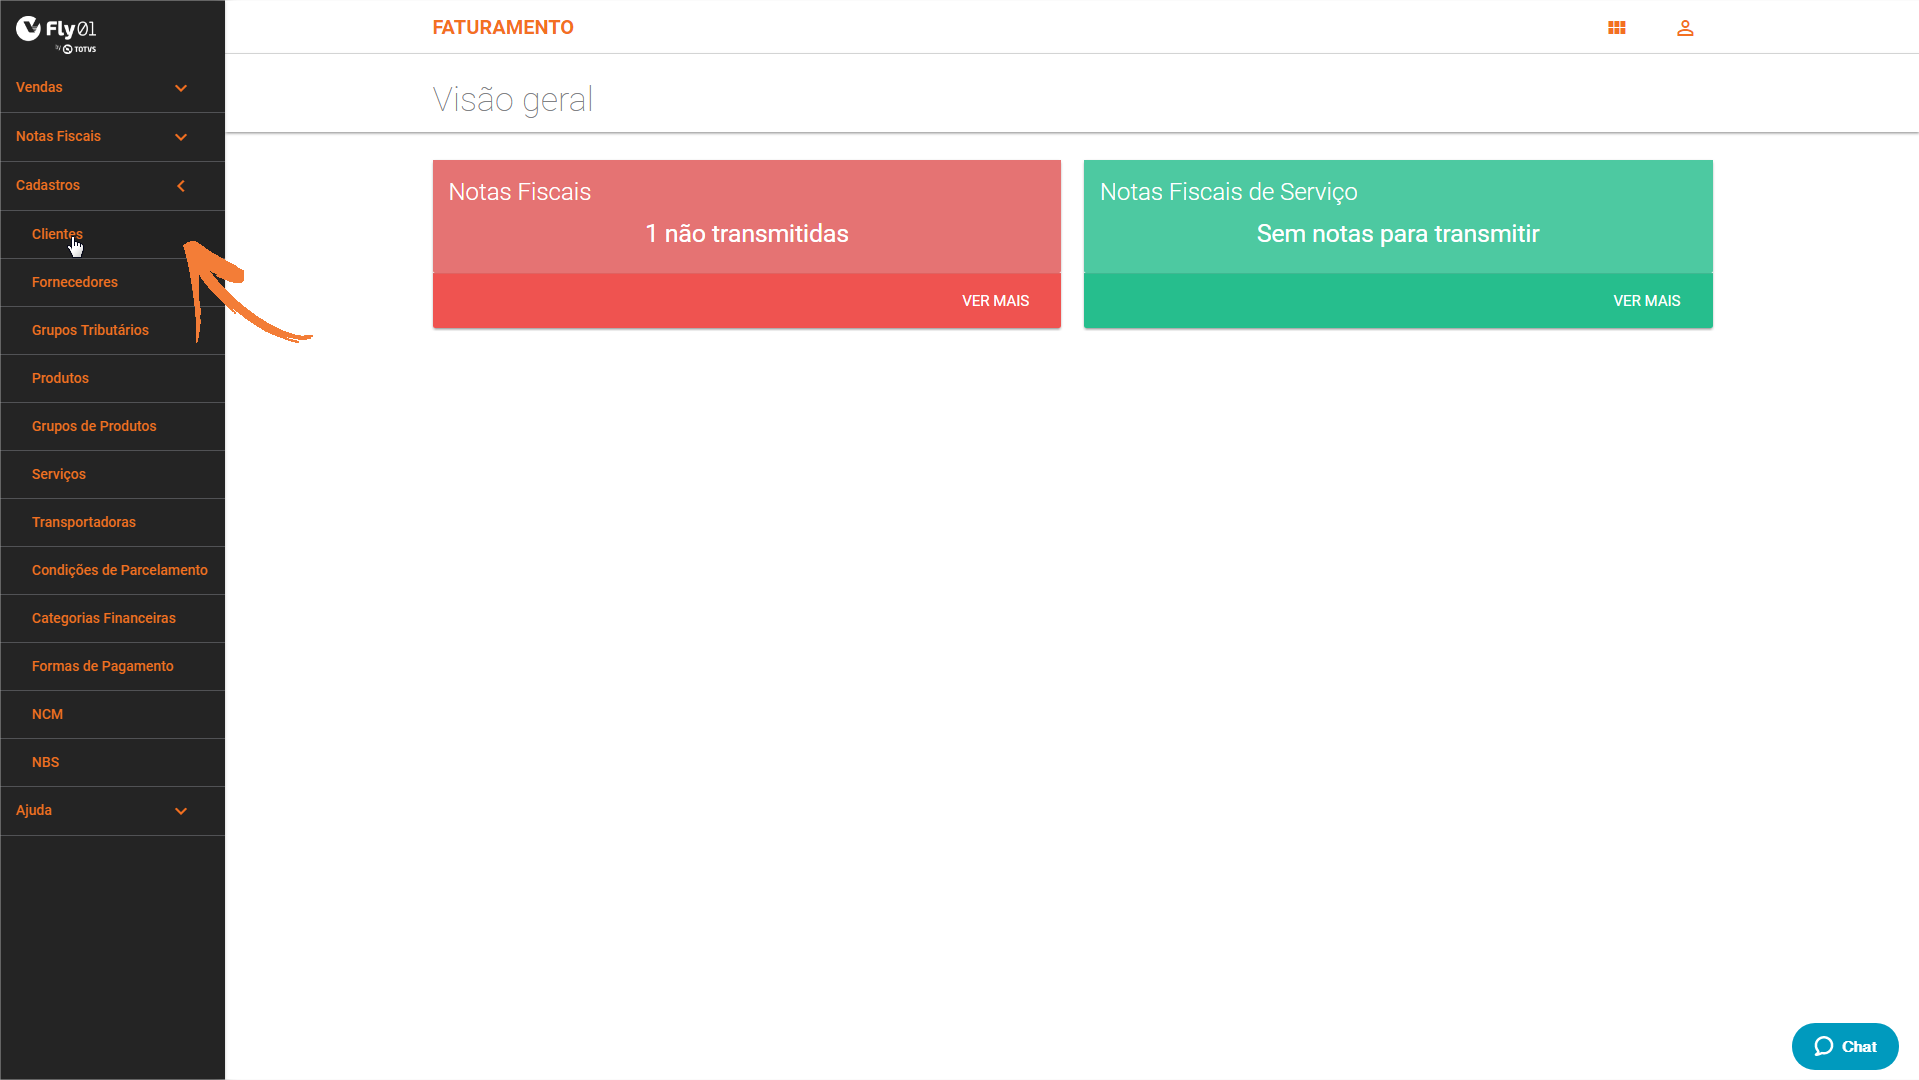 Fly01
by TOTVS
Vendas
Notas Fiscais
Cadastros
Clientes
Fornecedores
Grupos Tributários
Produtos
Grupos de Produtos
Serviços
Transportadoras
Condições de Parcelamento
Categorias Financeiras
Formas de Pagamento
NCM
NBS
Ajuda
FATURAMENTO
Visão geral
Notas Fiscais
1 não transmitidas
VER MAIS
Notas Fiscais de Serviço
Sem notas para transmitir
VER MAIS
Chat